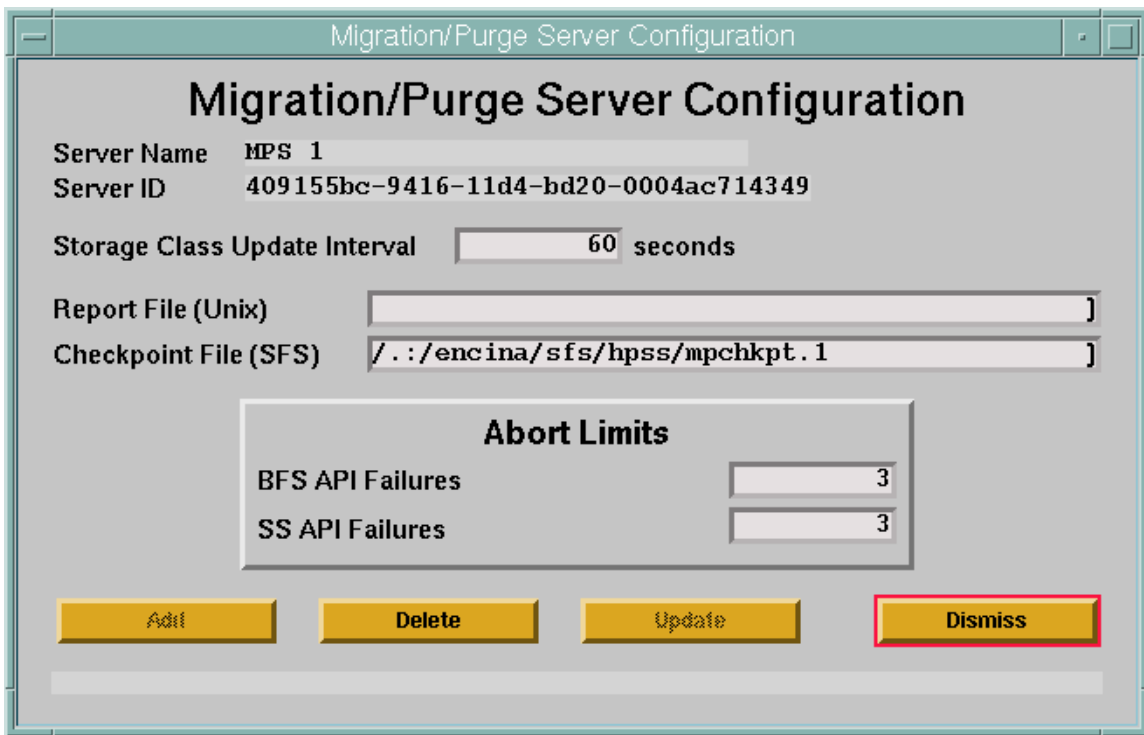 Migration/Purge Server Configuration
Migration/Purge Server Configuration
Server Name MPS 1
Server ID 409155bc-9416-11d4-bd20-0004ac714349
Storage Class Update Interval 60 seconds
Report File (Unix) ]
Checkpoint File (SFS) /.:/encina/sfs/hpss/mpchkpt.1 ]
Abort Limits
BFS API Failures 3
SS API Failures 3
Add Delete Update Dismiss